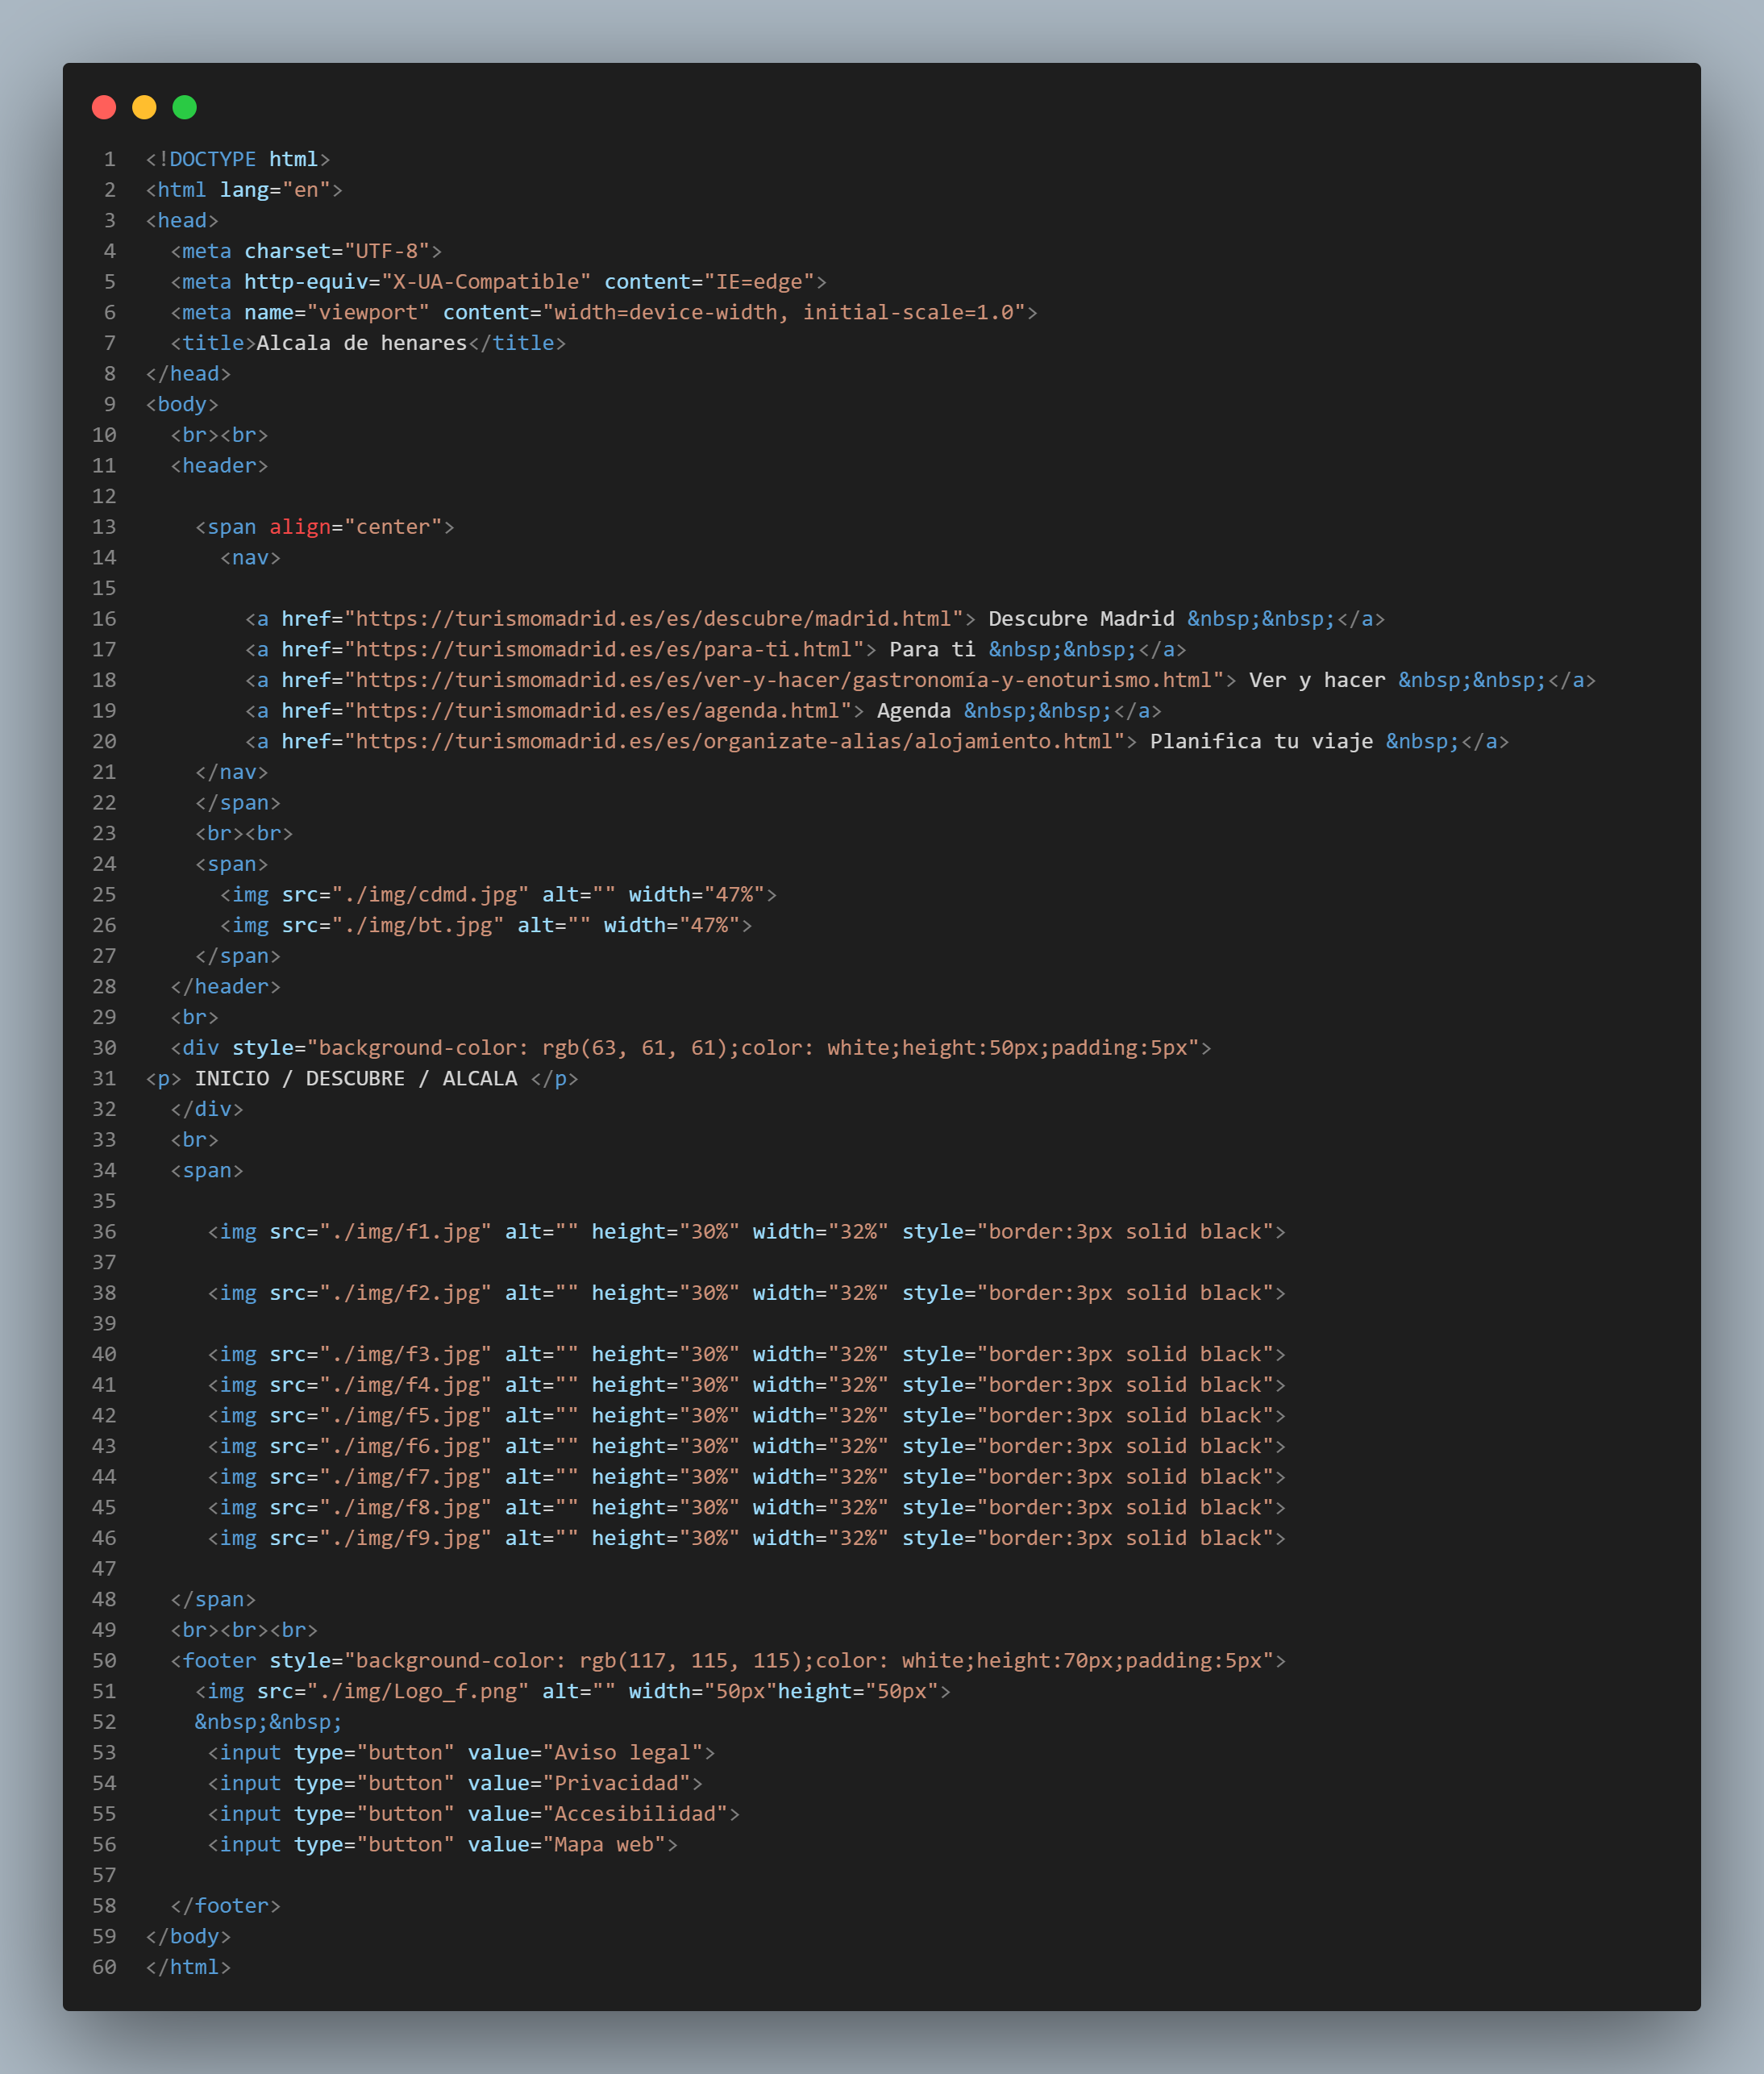 1 <!DOCTYPE html>
2 <html lang="en">
3 <head>
4   <meta charset="UTF-8">
5   <meta http-equiv="X-UA-Compatible" content="IE=edge">
6   <meta name="viewport" content="width=device-width, initial-scale=1.0">
7   <title>Alcala de henares</title>
8 </head>
9 <body>
10   <br><br>
11   <header>
12
13     <span align="center">
14       <nav>
15
16         <a href="https://turismomadrid.es/es/descubre/madrid.html"> Descubre Madrid &nbsp;&nbsp;</a>
17         <a href="https://turismomadrid.es/es/para-ti.html"> Para ti &nbsp;&nbsp;</a>
18         <a href="https://turismomadrid.es/es/ver-y-hacer/gastronomía-y-enoturismo.html"> Ver y hacer &nbsp;&nbsp;</a>
19         <a href="https://turismomadrid.es/es/agenda.html"> Agenda &nbsp;&nbsp;</a>
20         <a href="https://turismomadrid.es/es/organizate-alias/alojamiento.html"> Planifica tu viaje &nbsp;</a>
21     </nav>
22     </span>
23     <br><br>
24     <span>
25       <img src="./img/cdmd.jpg" alt="" width="47%">
26       <img src="./img/bt.jpg" alt="" width="47%">
27     </span>
28   </header>
29   <br>
30   <div style="background-color: rgb(63, 61, 61);color: white;height:50px;padding:5px">
31 <p> INICIO / DESCUBRE / ALCALA </p>
32   </div>
33   <br>
34   <span>
35
36      <img src="./img/f1.jpg" alt="" height="30%" width="32%" style="border:3px solid black">
37
38      <img src="./img/f2.jpg" alt="" height="30%" width="32%" style="border:3px solid black">
39
40      <img src="./img/f3.jpg" alt="" height="30%" width="32%" style="border:3px solid black">
41      <img src="./img/f4.jpg" alt="" height="30%" width="32%" style="border:3px solid black">
42      <img src="./img/f5.jpg" alt="" height="30%" width="32%" style="border:3px solid black">
43      <img src="./img/f6.jpg" alt="" height="30%" width="32%" style="border:3px solid black">
44      <img src="./img/f7.jpg" alt="" height="30%" width="32%" style="border:3px solid black">
45      <img src="./img/f8.jpg" alt="" height="30%" width="32%" style="border:3px solid black">
46      <img src="./img/f9.jpg" alt="" height="30%" width="32%" style="border:3px solid black">
47
48   </span>
49   <br><br><br>
50   <footer style="background-color: rgb(117, 115, 115);color: white;height:70px;padding:5px">
51     <img src="./img/Logo_f.png" alt="" width="50px"height="50px">
52     &nbsp;&nbsp;
53      <input type="button" value="Aviso legal">
54      <input type="button" value="Privacidad">
55      <input type="button" value="Accesibilidad">
56      <input type="button" value="Mapa web">
57
58   </footer>
59 </body>
60 </html>